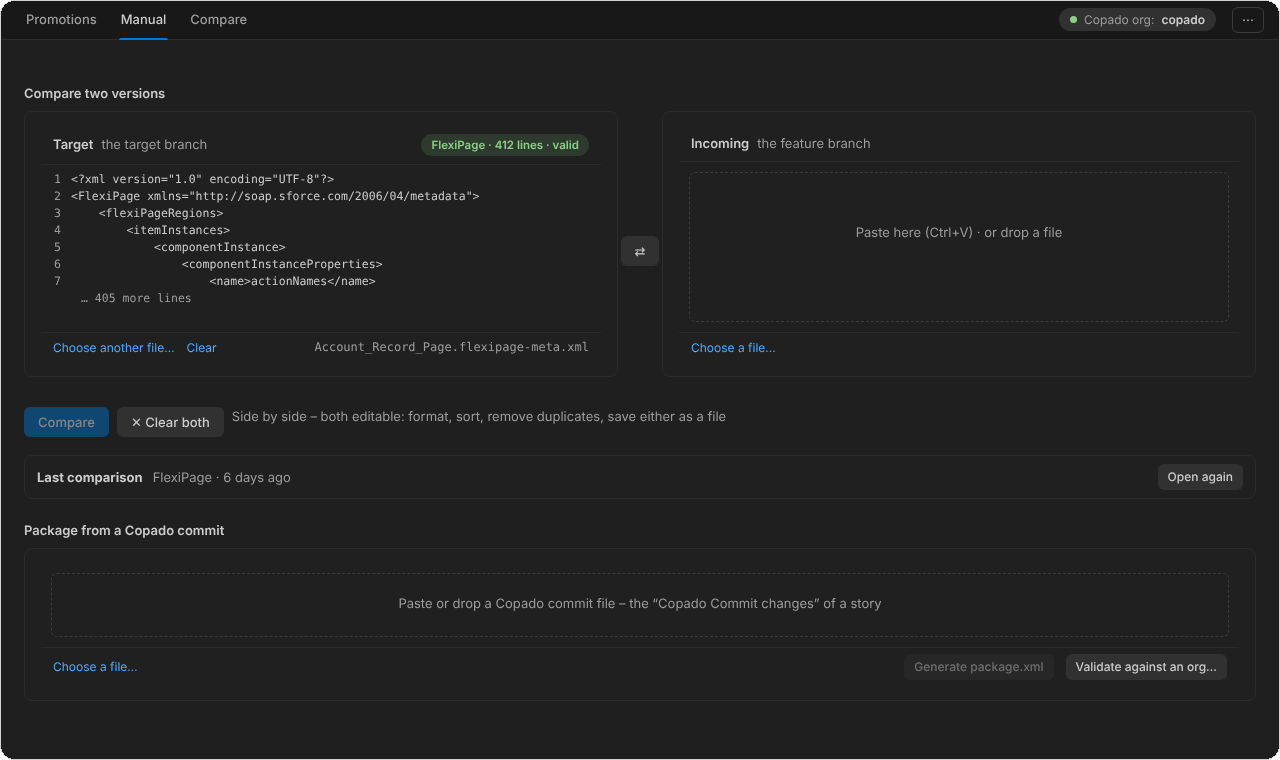 Promotions Manual Compare Copado org: copado ...
Compare two versions
Target the target branch FlexiPage · 412 lines · valid
1 <?xml version="1.0" encoding="UTF-8"?>
2 <FlexiPage xmlns="http://soap.sforce.com/2006/04/metadata">
3 <flexiPageRegions>
4 <itemInstances>
5 <componentInstance>
6 <componentInstanceProperties>
7 <name>actionNames</name>
… 405 more lines
Choose another file... Clear Account_Record_Page.flexipage-meta.xml
⇄
Incoming the feature branch
Paste here (Ctrl+V) · or drop a file
Choose a file...
Compare ✕ Clear both Side by side – both editable: format, sort, remove duplicates, save either as a file
Last comparison FlexiPage · 6 days ago Open again
Package from a Copado commit
Paste or drop a Copado commit file – the “Copado Commit changes” of a story
Choose a file... Generate package.xml Validate against an org...